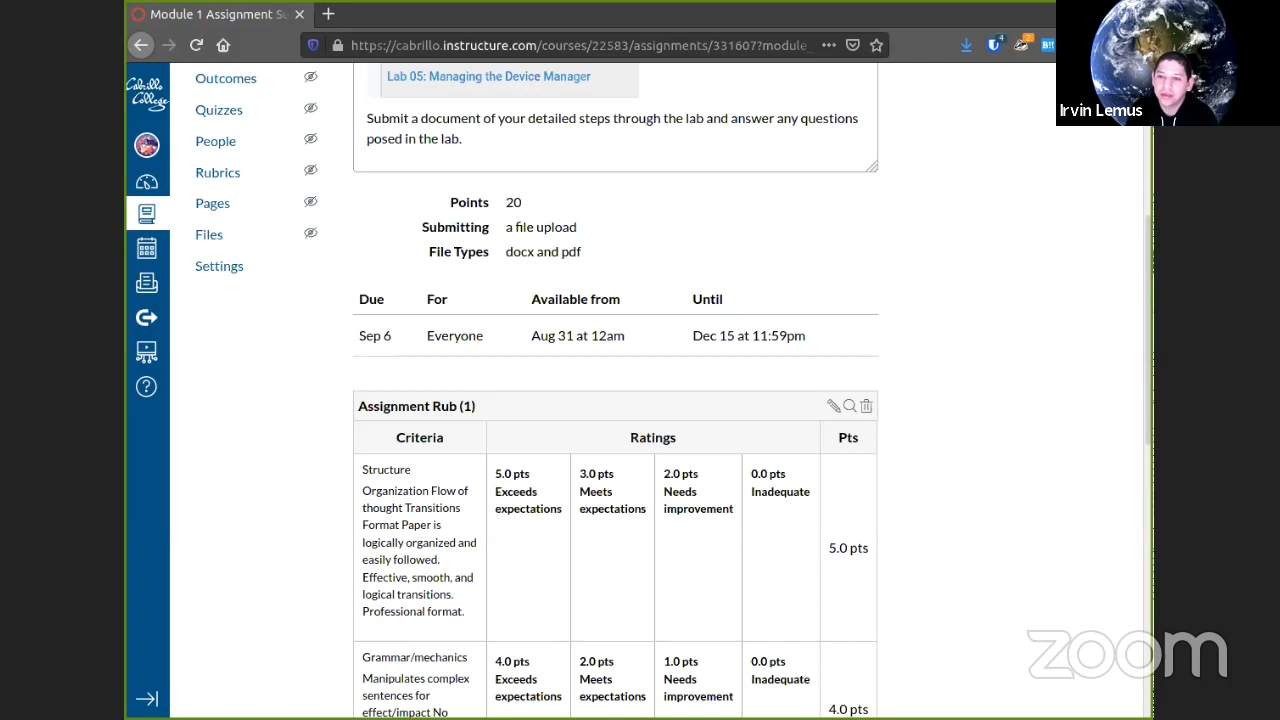 Module 1 Assignment Su
https://cabrillo.instructure.com/courses/22583/assignments/331607?module_
4
2
B!!
Irvin Lemus
Cabrillo College
Outcomes
Quizzes
People
Rubrics
Pages
Files
Settings
Lab 05: Managing the Device Manager
Submit a document of your detailed steps through the lab and answer any questions
posed in the lab.
Points 20
Submitting a file upload
File Types docx and pdf
Due For Available from Until
Sep 6 Everyone Aug 31 at 12am Dec 15 at 11:59pm
Assignment Rub (1)
Criteria Ratings Pts
Structure
Organization Flow of
thought Transitions
Format Paper is
logically organized and
easily followed.
Effective, smooth, and
logical transitions.
Professional format.
5.0 pts
Exceeds
expectations
3.0 pts
Meets
expectations
2.0 pts
Needs
improvement
0.0 pts
Inadequate
5.0 pts
Grammar/mechanics
Manipulates complex
sentences for
effect/impact No
4.0 pts
Exceeds
expectations
2.0 pts
Meets
expectations
1.0 pts
Needs
improvement
0.0 pts
Inadequate
4.0 pts
zoom